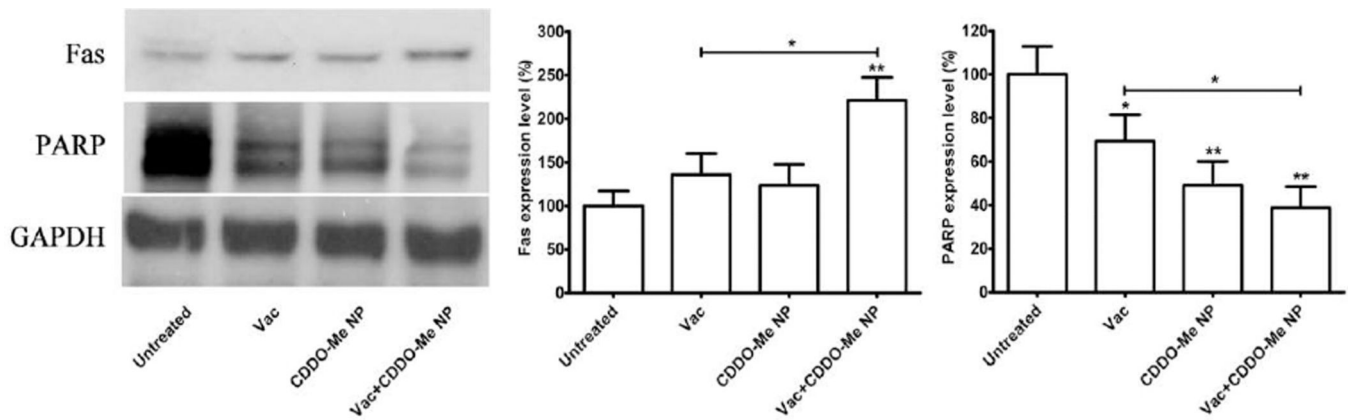 Fas
PARP
GAPDH
Untreated
Vac
CDDO-Me NP
Vac+CDDO-Me NP
Fas expression level (%)
300
250
200
150
100
50
0
*
**
Untreated
Vac
CDDO-Me NP
Vac+CDDO-Me NP
PARP expression level (%)
120
100
80
60
40
20
0
*
*
**
**
Untreated
Vac
CDDO-Me NP
Vac+CDDO-Me NP